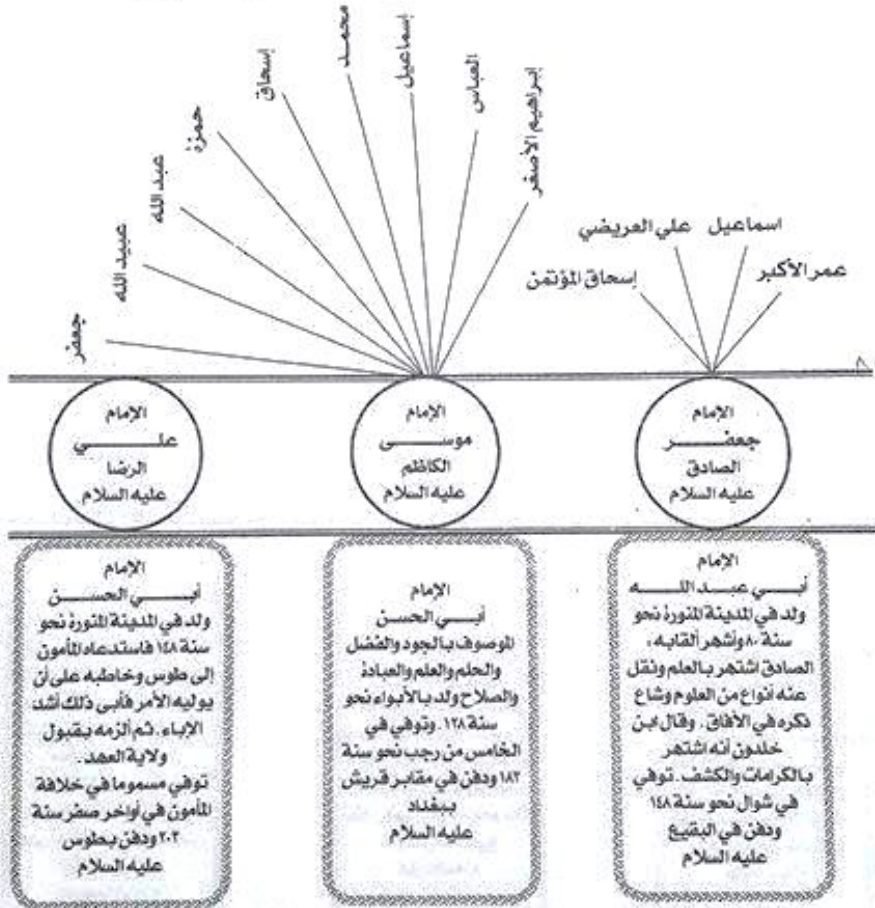 إبراهيم الأصغر
العباس
إسماعيل
محمد
إسحاق
حمزة
عبد الله
عبيد الله
جعفر
اسماعيل
علي العريضي
عمر الأكبر
إسحاق المؤتمن
الإمام
جعفر
الصادق
عليه السلام
الإمام
موسى
الكاظم
عليه السلام
الإمام
علي
الرضا
عليه السلام
الإمام
أبي عبد الله
ولد في المدينة المنورة نحو
سنة ٨٠ وأشهر ألقابه،
الصادق اشتهر بالعلم ونقل
عنه أنواع من العلوم وشاع
ذكره في الأفاق. وقال ابن
خلدون أنه اشتهر
بالكرامات والكشف. توفي
في شوال نحو سنة ١٤٨
ودفن في البقيع
عليه السلام
الإمام
أبي الحسن
الموصوف بالجود والفضل
والحلم والعلم والعبادة
والصلاح ولد بالأبواء نحو
سنة ١٢٨. وتوفي في
الخامس من رجب نحو سنة
١٨٣ ودفن في مقابر قريش
ببغداد
عليه السلام
الإمام
أبي الحسن
ولد في المدينة المنورة نحو
سنة ١٤٨ فاستدعاه المأمون
إلى طوس وخاطبه على أن
يوليه الأمر فأبى ذلك أشد
الإباء. ثم ألزمه بقبول
ولاية العهد.
توفي مسموما في خلافة
المأمون في أواخر صفر سنة
٢٠٣ ودفن بطوس
عليه السلام